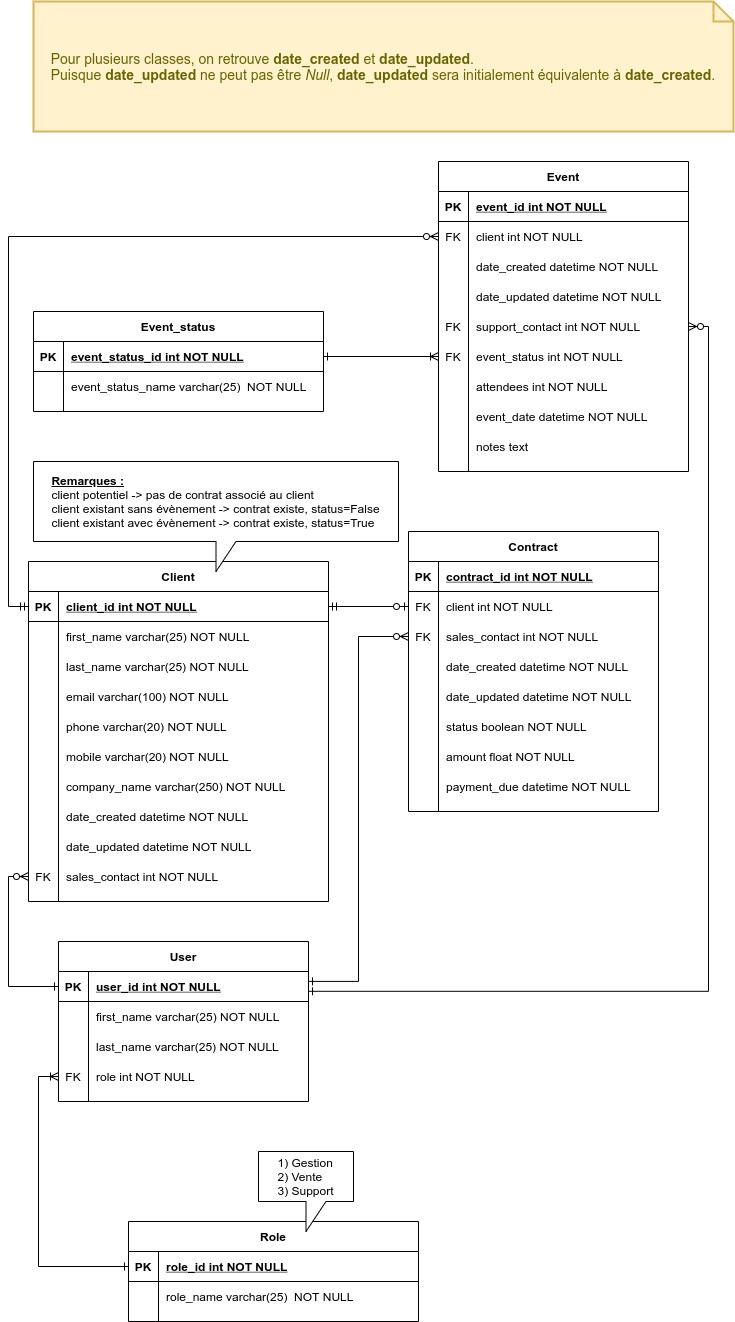 Pour plusieurs classes, on retrouve date_created et date_updated.
Puisque date_updated ne peut pas être Null, date_updated sera initialement équivalente à date_created.
Event
PK event_id int NOT NULL
FK client int NOT NULL
date_created datetime NOT NULL
date_updated datetime NOT NULL
FK support_contact int NOT NULL
FK event_status int NOT NULL
attendees int NOT NULL
event_date datetime NOT NULL
notes text
Event_status
PK event_status_id int NOT NULL
event_status_name varchar(25) NOT NULL
Remarques :
client potentiel -> pas de contrat associé au client
client existant sans évènement -> contrat existe, status=False
client existant avec évènement -> contrat existe, status=True
Client
PK client_id int NOT NULL
first_name varchar(25) NOT NULL
last_name varchar(25) NOT NULL
email varchar(100) NOT NULL
phone varchar(20) NOT NULL
mobile varchar(20) NOT NULL
company_name varchar(250) NOT NULL
date_created datetime NOT NULL
date_updated datetime NOT NULL
FK sales_contact int NOT NULL
Contract
PK contract_id int NOT NULL
FK client int NOT NULL
FK sales_contact int NOT NULL
date_created datetime NOT NULL
date_updated datetime NOT NULL
status boolean NOT NULL
amount float NOT NULL
payment_due datetime NOT NULL
User
PK user_id int NOT NULL
first_name varchar(25) NOT NULL
last_name varchar(25) NOT NULL
FK role int NOT NULL
1) Gestion
2) Vente
3) Support
Role
PK role_id int NOT NULL
role_name varchar(25) NOT NULL